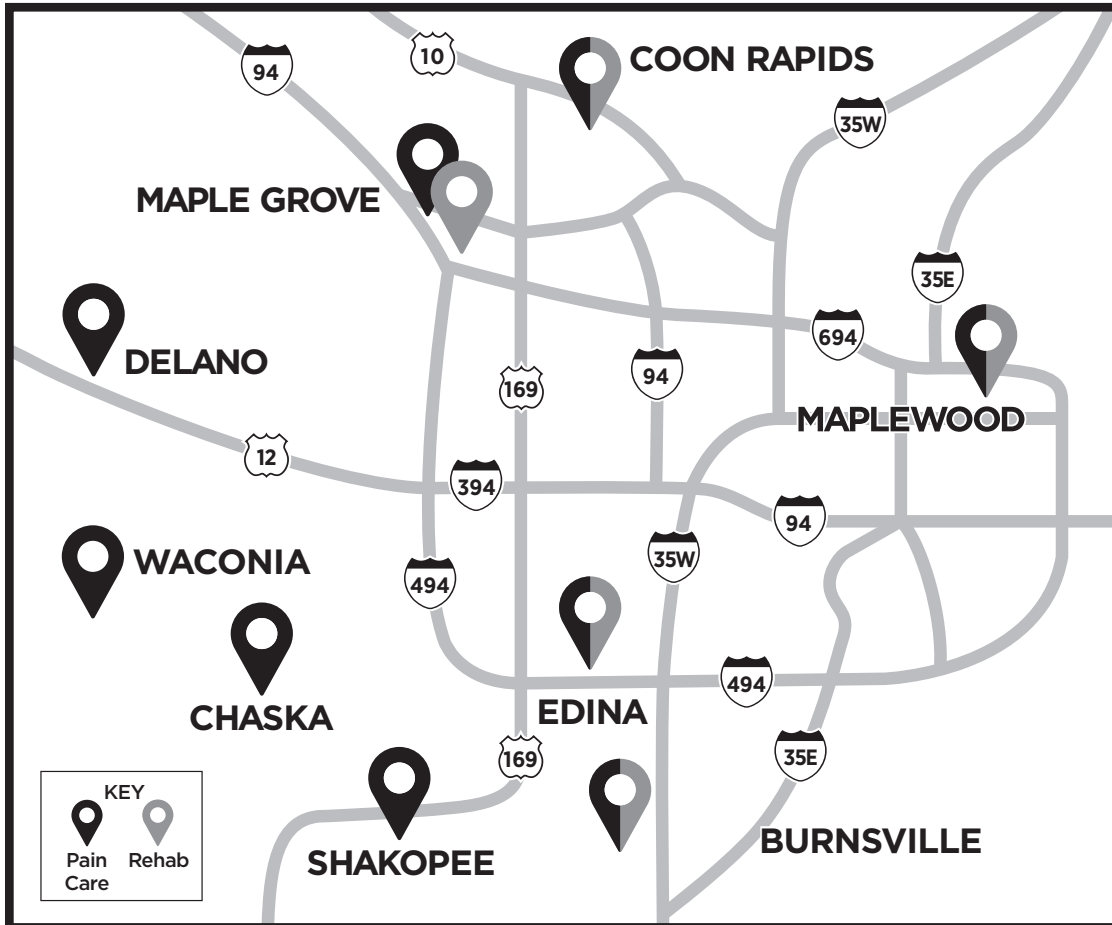 10
COON RAPIDS
94
35W
MAPLE GROVE
35E
DELANO
694
169
94
MAPLEWOOD
12
394
94
WACONIA
35W
494
CHASKA
EDINA
494
169
35E
KEY
Pain
Care
Rehab
SHAKOPEE
BURNSVILLE